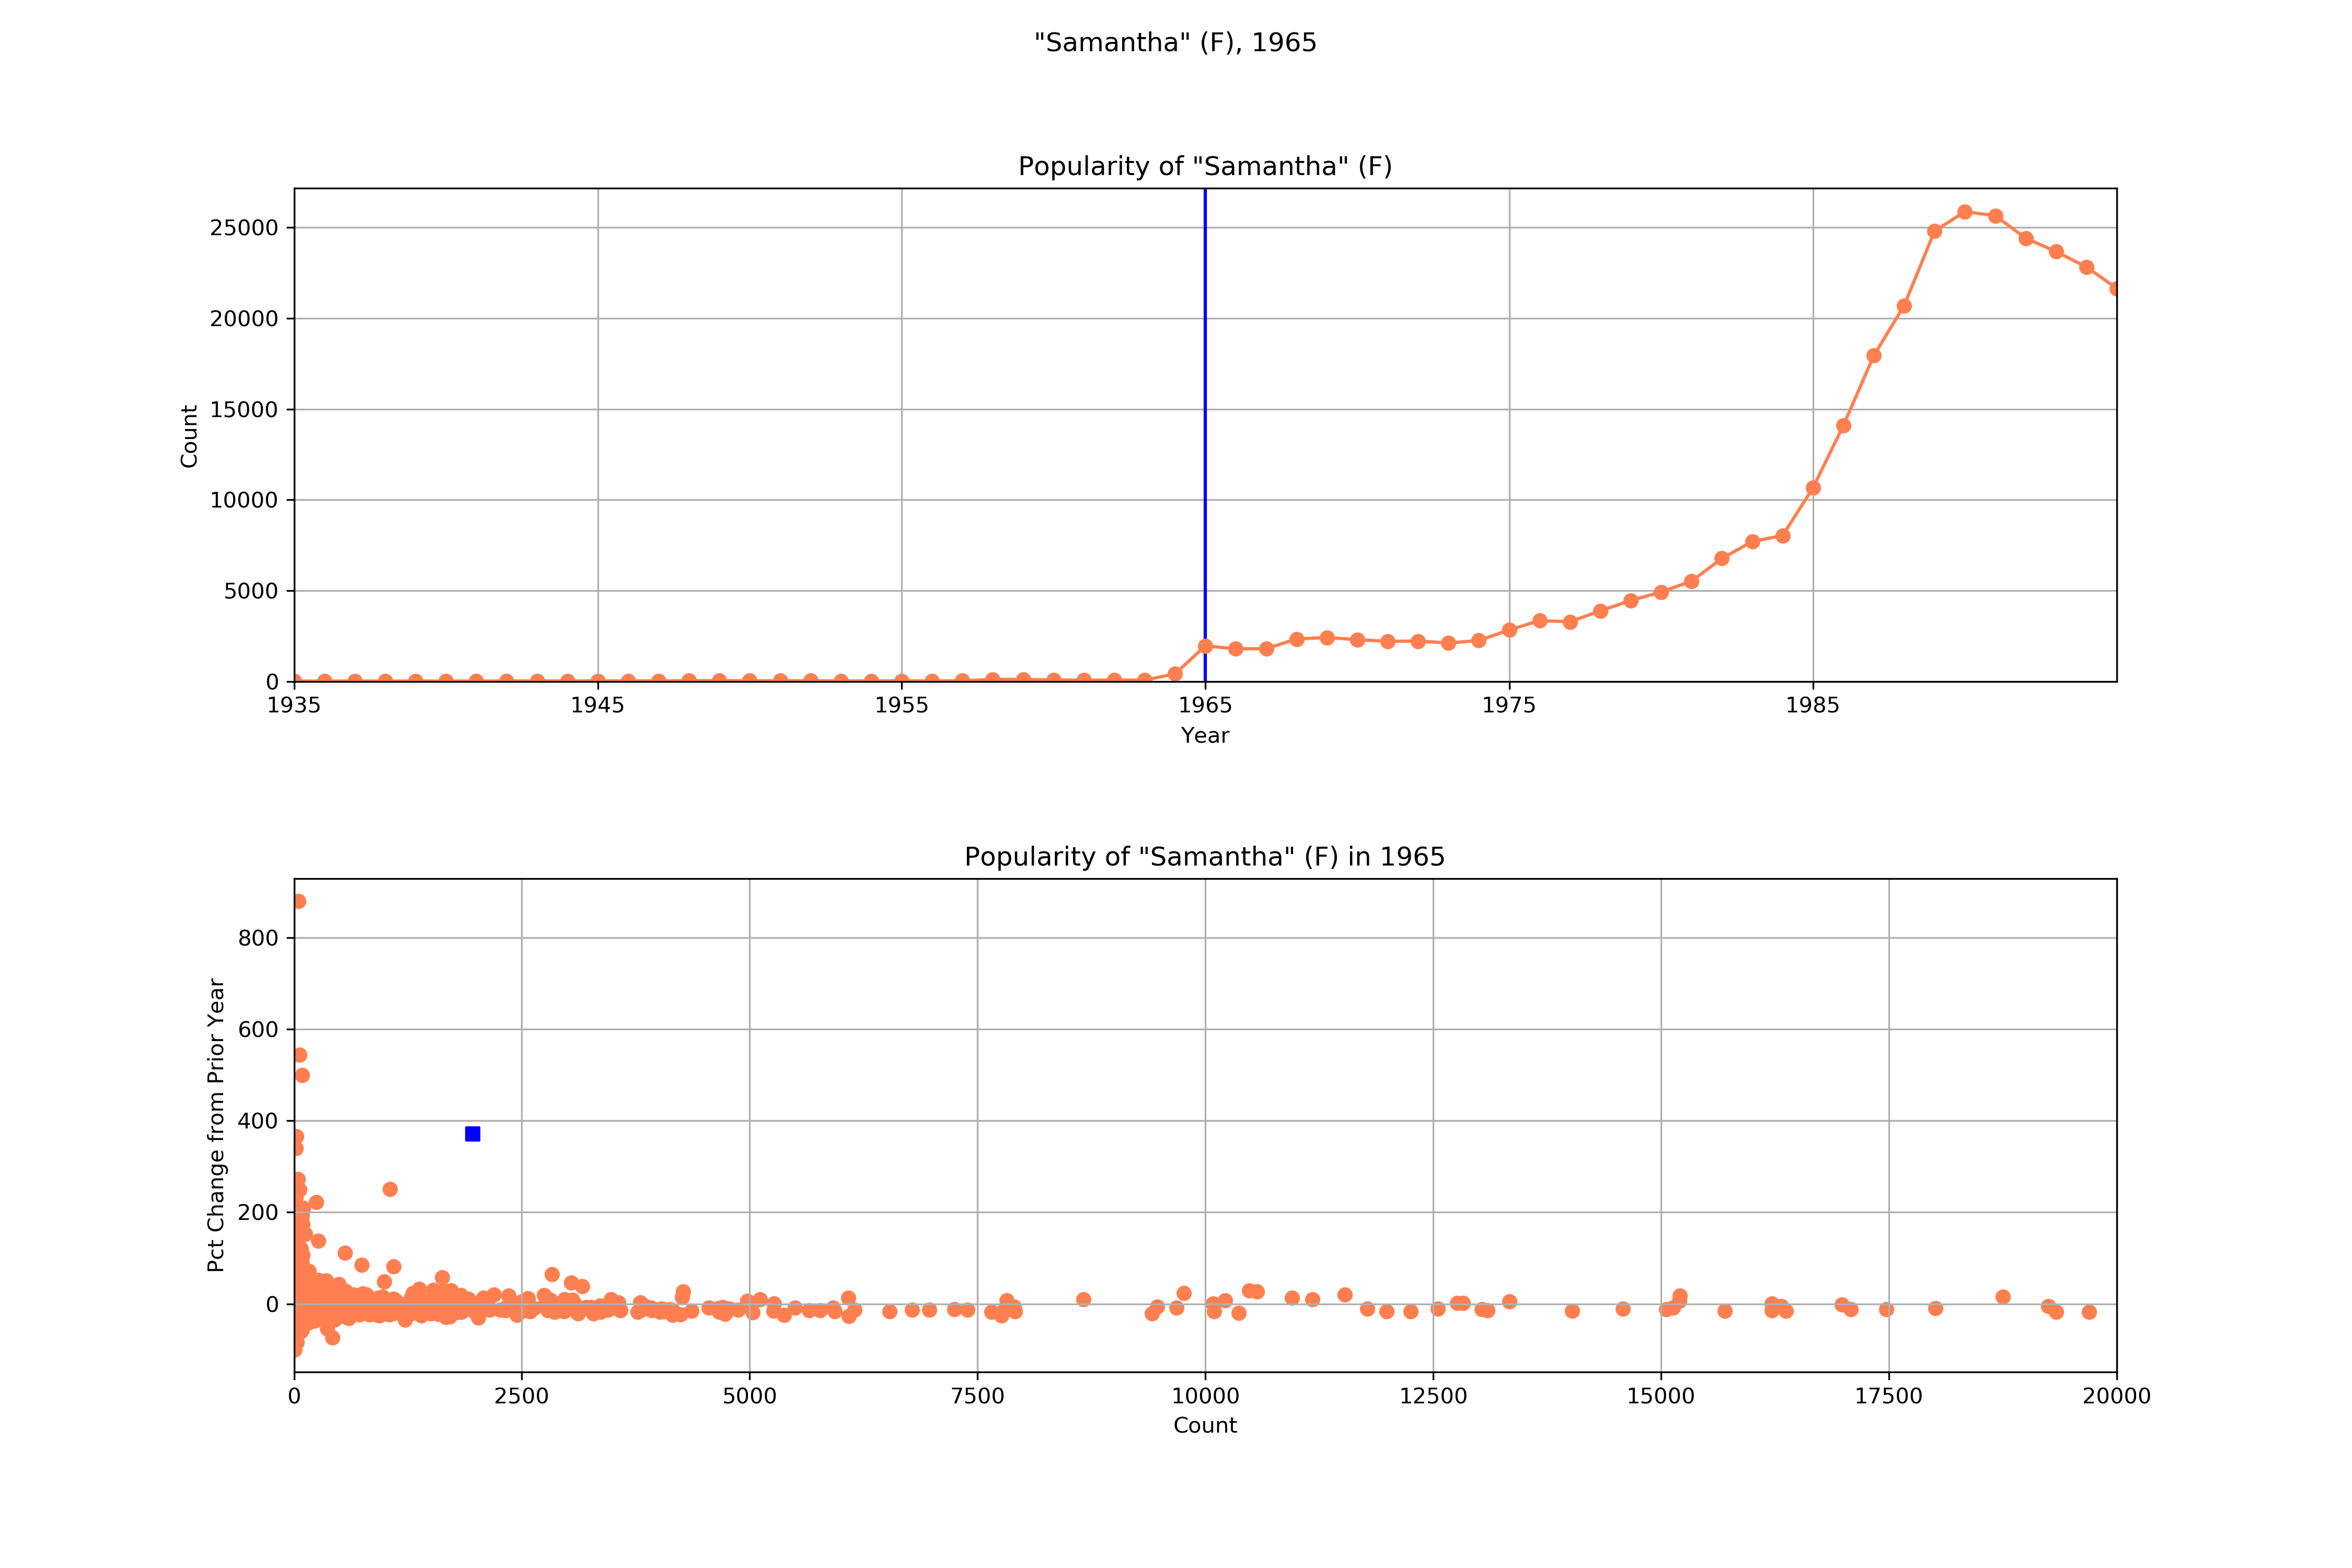 "Samantha" (F), 1965
Popularity of "Samantha" (F)
25000
20000
15000
10000
5000
0
Count
1935 1945 1955 1965 1975 1985
Year
Popularity of "Samantha" (F) in 1965
800
600
400
200
0
Pct Change from Prior Year
0 2500 5000 7500 10000 12500 15000 17500 20000
Count